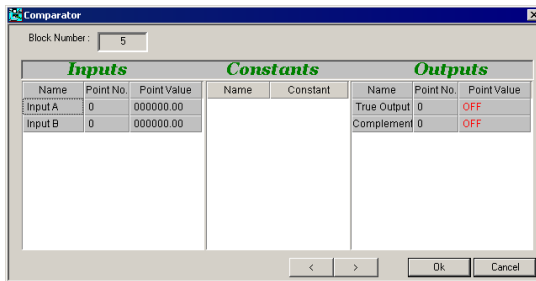 Comparator
Block Number: 5
Inputs Constants Outputs
Name Point No. Point Value Name Constant Name Point No. Point Value
Input A 0 000000.00 True Output 0 OFF
Input B 0 000000.00 Complement 0 OFF
< > Ok Cancel